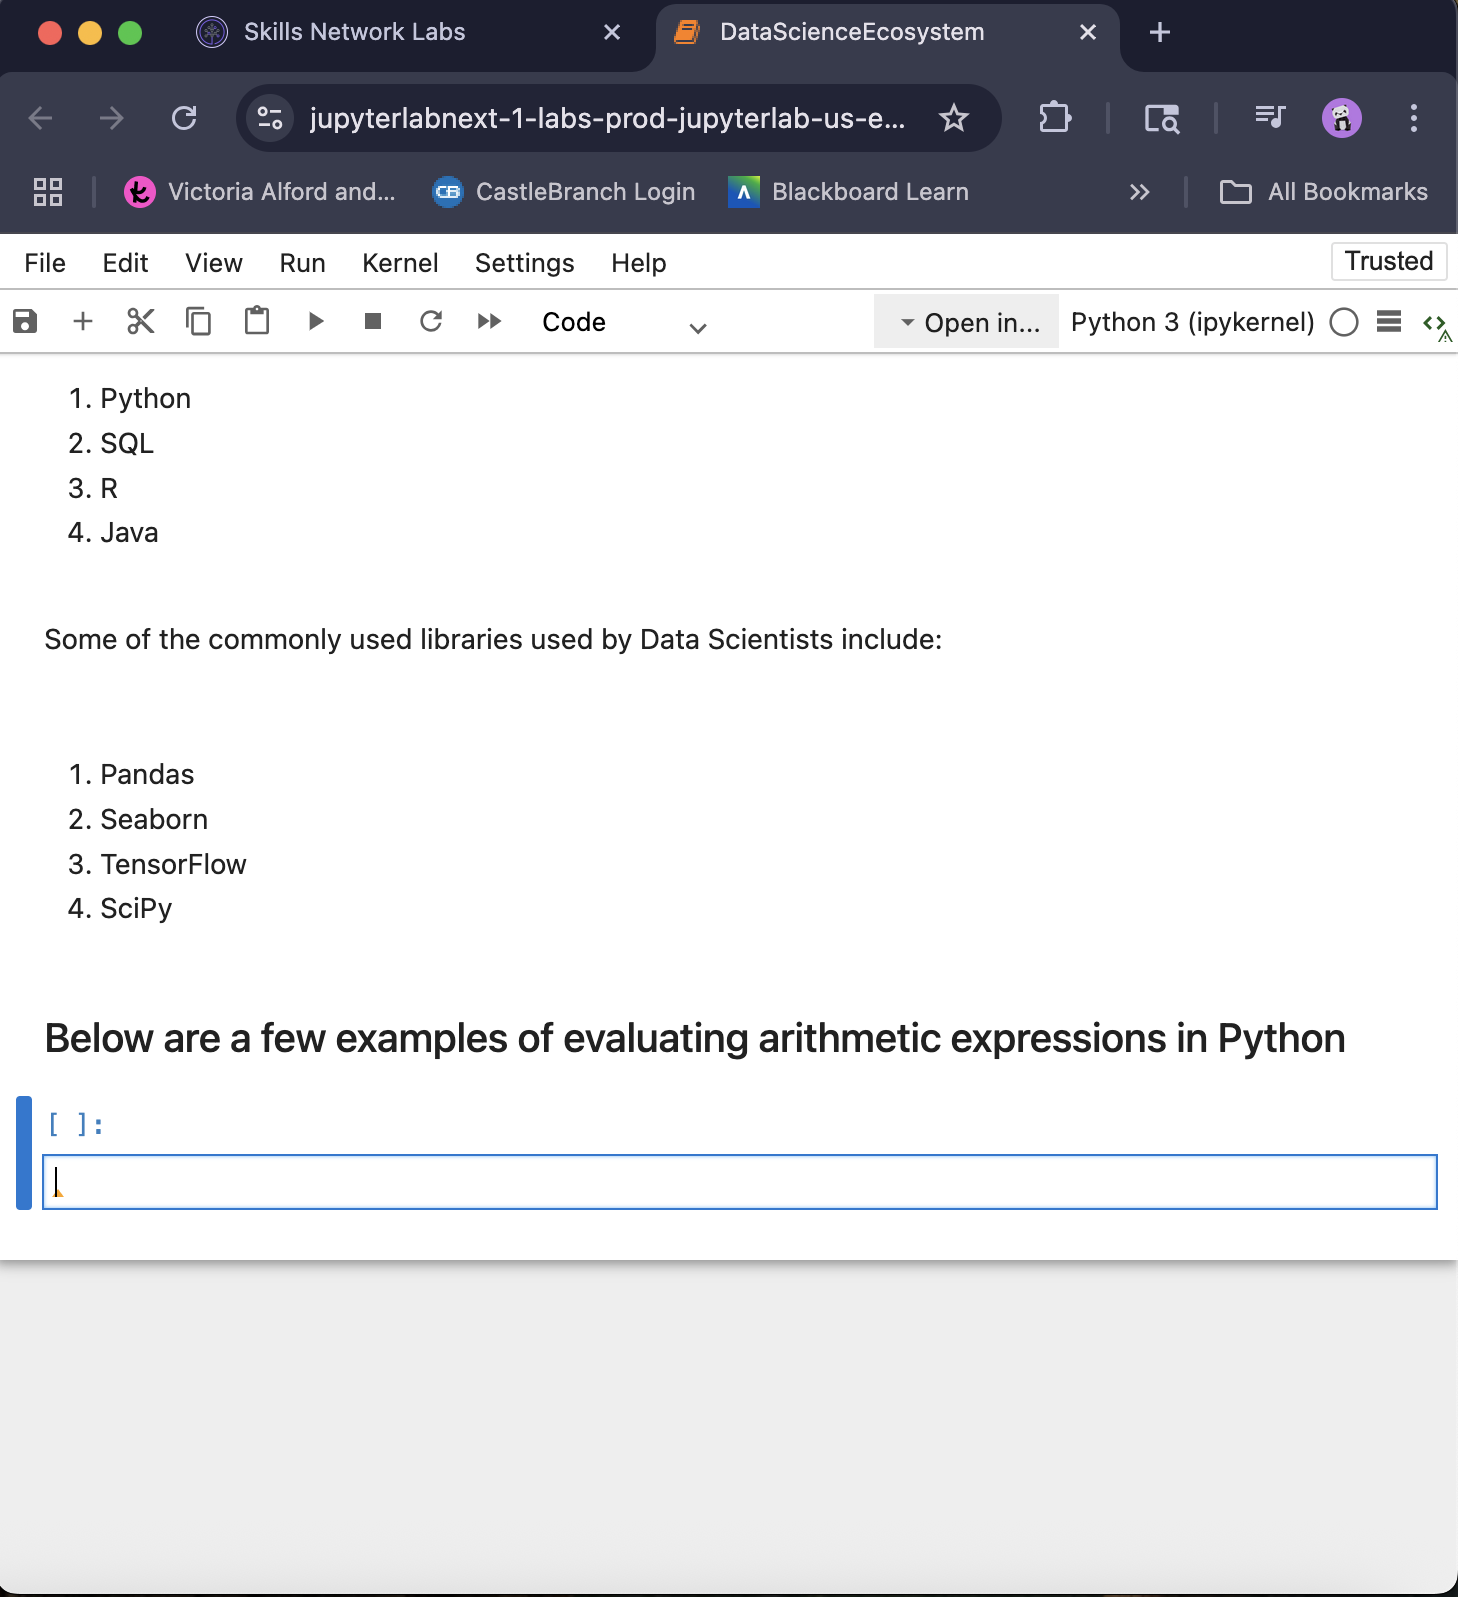 Skills Network Labs
DataScienceEcosystem
jupyterlabnext-1-labs-prod-jupyterlab-us-e...
Victoria Alford and...
CB CastleBranch Login
Blackboard Learn
All Bookmarks
File Edit View Run Kernel Settings Help Trusted
Code Open in... Python 3 (ipykernel)
1. Python
2. SQL
3. R
4. Java
Some of the commonly used libraries used by Data Scientists include:
1. Pandas
2. Seaborn
3. TensorFlow
4. SciPy
Below are a few examples of evaluating arithmetic expressions in Python
[ ]: